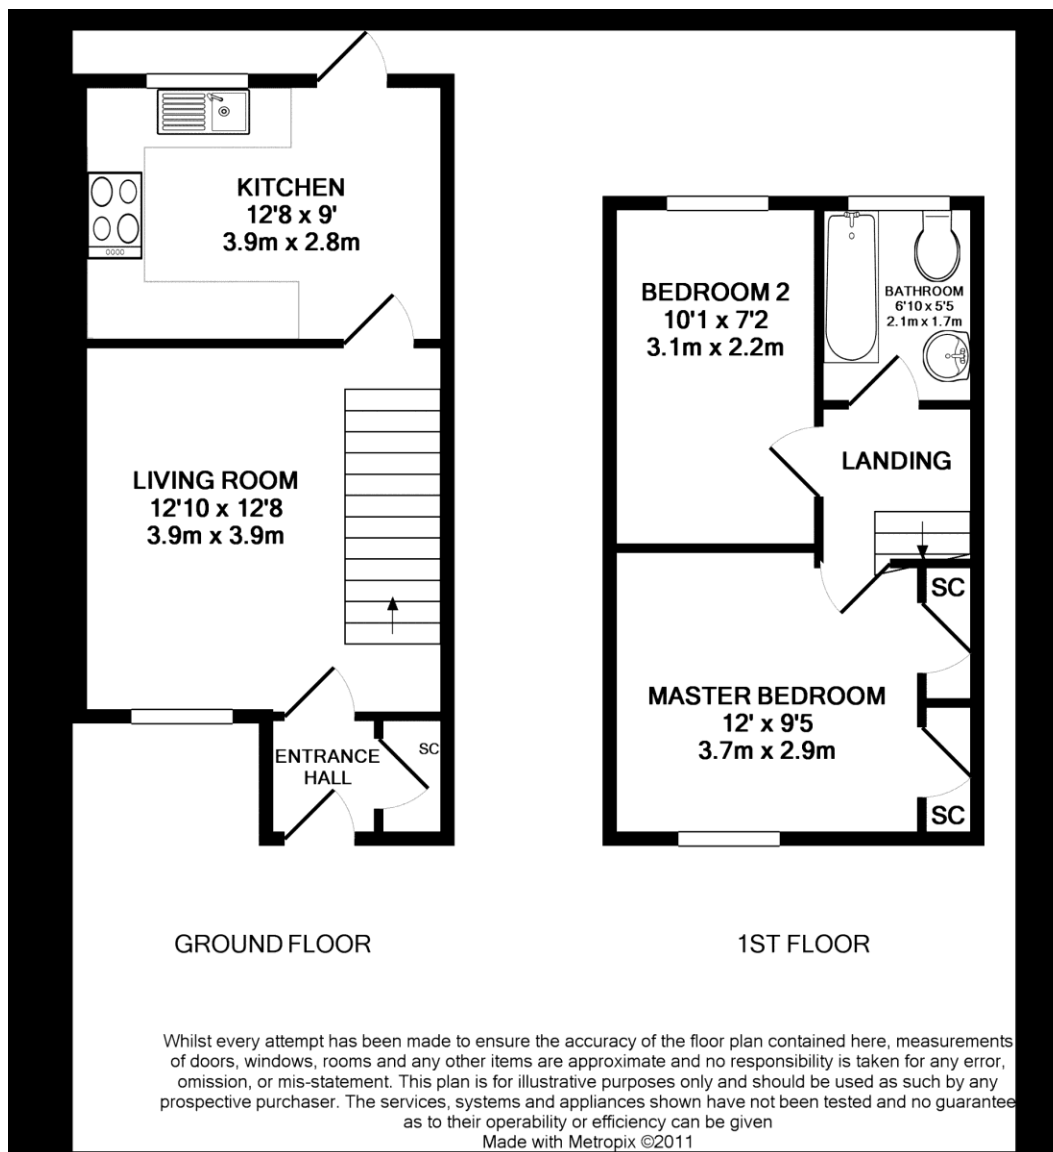 KITCHEN
12'8 x 9'
3.9m x 2.8m
LIVING ROOM
12'10 x 12'8
3.9m x 3.9m
ENTRANCE
HALL
SC
GROUND FLOOR
BEDROOM 2
10'1 x 7'2
3.1m x 2.2m
BATHROOM
6'10 x 5'5
2.1m x 1.7m
LANDING
SC
MASTER BEDROOM
12' x 9'5
3.7m x 2.9m
SC
1ST FLOOR
Whilst every attempt has been made to ensure the accuracy of the floor plan contained here, measurements
of doors, windows, rooms and any other items are approximate and no responsibility is taken for any error,
omission, or mis-statement. This plan is for illustrative purposes only and should be used as such by any
prospective purchaser. The services, systems and appliances shown have not been tested and no guarantee
as to their operability or efficiency can be given
Made with Metropix ©2011